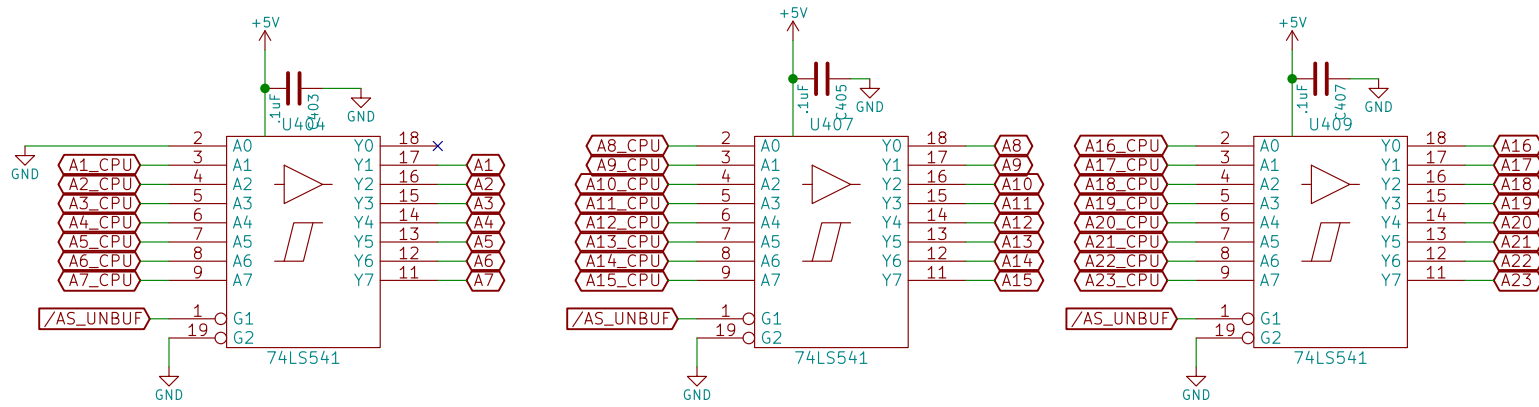 +5V
.1uF
C403
GND
U404
GND
A1_CPU
A2_CPU
A3_CPU
A4_CPU
A5_CPU
A6_CPU
A7_CPU
/AS_UNBUF
GND
2 A0 Y0 18
3 A1 Y1 17
4 A2 Y2 16
5 A3 Y3 15
6 A4 Y4 14
7 A5 Y5 13
8 A6 Y6 12
9 A7 Y7 11
1 G1
19 G2
74LS541
A1
A2
A3
A4
A5
A6
A7
+5V
.1uF
C405
GND
U407
A8_CPU
A9_CPU
A10_CPU
A11_CPU
A12_CPU
A13_CPU
A14_CPU
A15_CPU
/AS_UNBUF
GND
2 A0 Y0 18
3 A1 Y1 17
4 A2 Y2 16
5 A3 Y3 15
6 A4 Y4 14
7 A5 Y5 13
8 A6 Y6 12
9 A7 Y7 11
1 G1
19 G2
74LS541
A8
A9
A10
A11
A12
A13
A14
A15
+5V
.1uF
C407
GND
U409
A16_CPU
A17_CPU
A18_CPU
A19_CPU
A20_CPU
A21_CPU
A22_CPU
A23_CPU
/AS_UNBUF
GND
2 A0 Y0 18
3 A1 Y1 17
4 A2 Y2 16
5 A3 Y3 15
6 A4 Y4 14
7 A5 Y5 13
8 A6 Y6 12
9 A7 Y7 11
1 G1
19 G2
74LS541
A16
A17
A18
A19
A20
A21
A22
A23